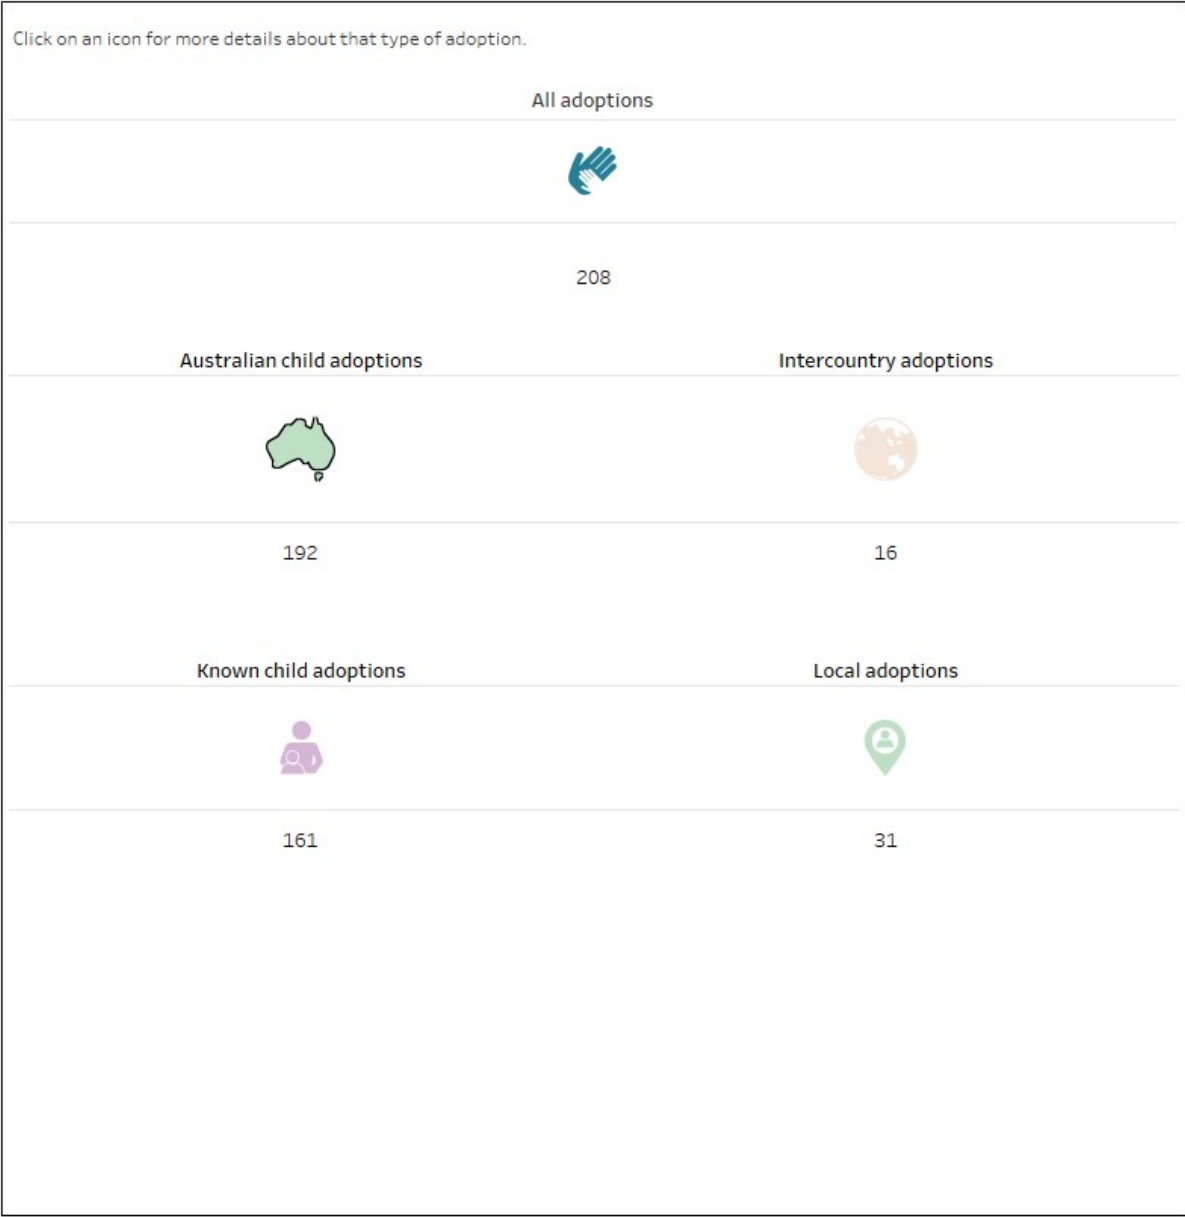 Click on an icon for more details about that type of adoption.
All adoptions
208
Australian child adoptions
Intercountry adoptions
192
16
Known child adoptions
Local adoptions
161
31